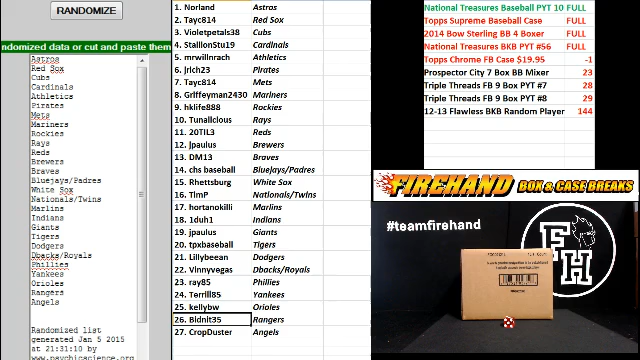 RANDOMIZE
ndomized data or cut and paste them
Astros
Red Sox
Cubs
Cardinals
Athletics
Pirates
Mets
Mariners
Rockies
Rays
Reds
Brewers
Braves
Bluejays/Padres
White Sox
Nationals/Twins
Marlins
Indians
Giants
Tigers
Dodgers
Dbacks/Royals
Phillies
Yankees
Orioles
Rangers
Angels
Randomized list
generated Jan 5 2015
at 21:31:10 by
www.psychicscience.org
1 Norland Astros
2. Tayc814 Red Sox
3. Violetpetals38 Cubs
4. StallionStu19 Cardinals
5. mrwillnrach Athletics
6. jrich23 Pirates
7. Tayc814 Mets
8. Griffeyman2430 Mariners
9. hklife888 Rockies
10. Tunalicious Rays
11. 20TIL3 Reds
12. jpaulus Brewers
13. DM13 Braves
14. chs baseball Bluejays/Padres
15. Rhettsburg White Sox
16. TimP Nationals/Twins
17. hortanokilli Marlins
18. 1duh1 Indians
19. jpaulus Giants
20. tpxbaseball Tigers
21. Lillybeean Dodgers
22. Vinnyvegas Dbacks/Royals
23. ray85 Phillies
24. Terrill85 Yankees
25. kellybw Orioles
26. Bldnlt35 Rangers
27. CropDuster Angels
National Treasures Baseball PYT 10 FULL
Topps Supreme Baseball Case FULL
2014 Bow Sterling BB 4 Boxer FULL
National Treasures BKB PYT #56 FULL
Topps Chrome FB Case $19.95 -1
Prospector City 7 Box BB Mixer 23
Triple Threads FB 9 Box PYT #7 28
Triple Threads FB 9 Box PYT #8 29
12-13 Flawless BKB Random Player 144
FIREHAND BOX & CASE BREAKS
#teamfirehand
F H